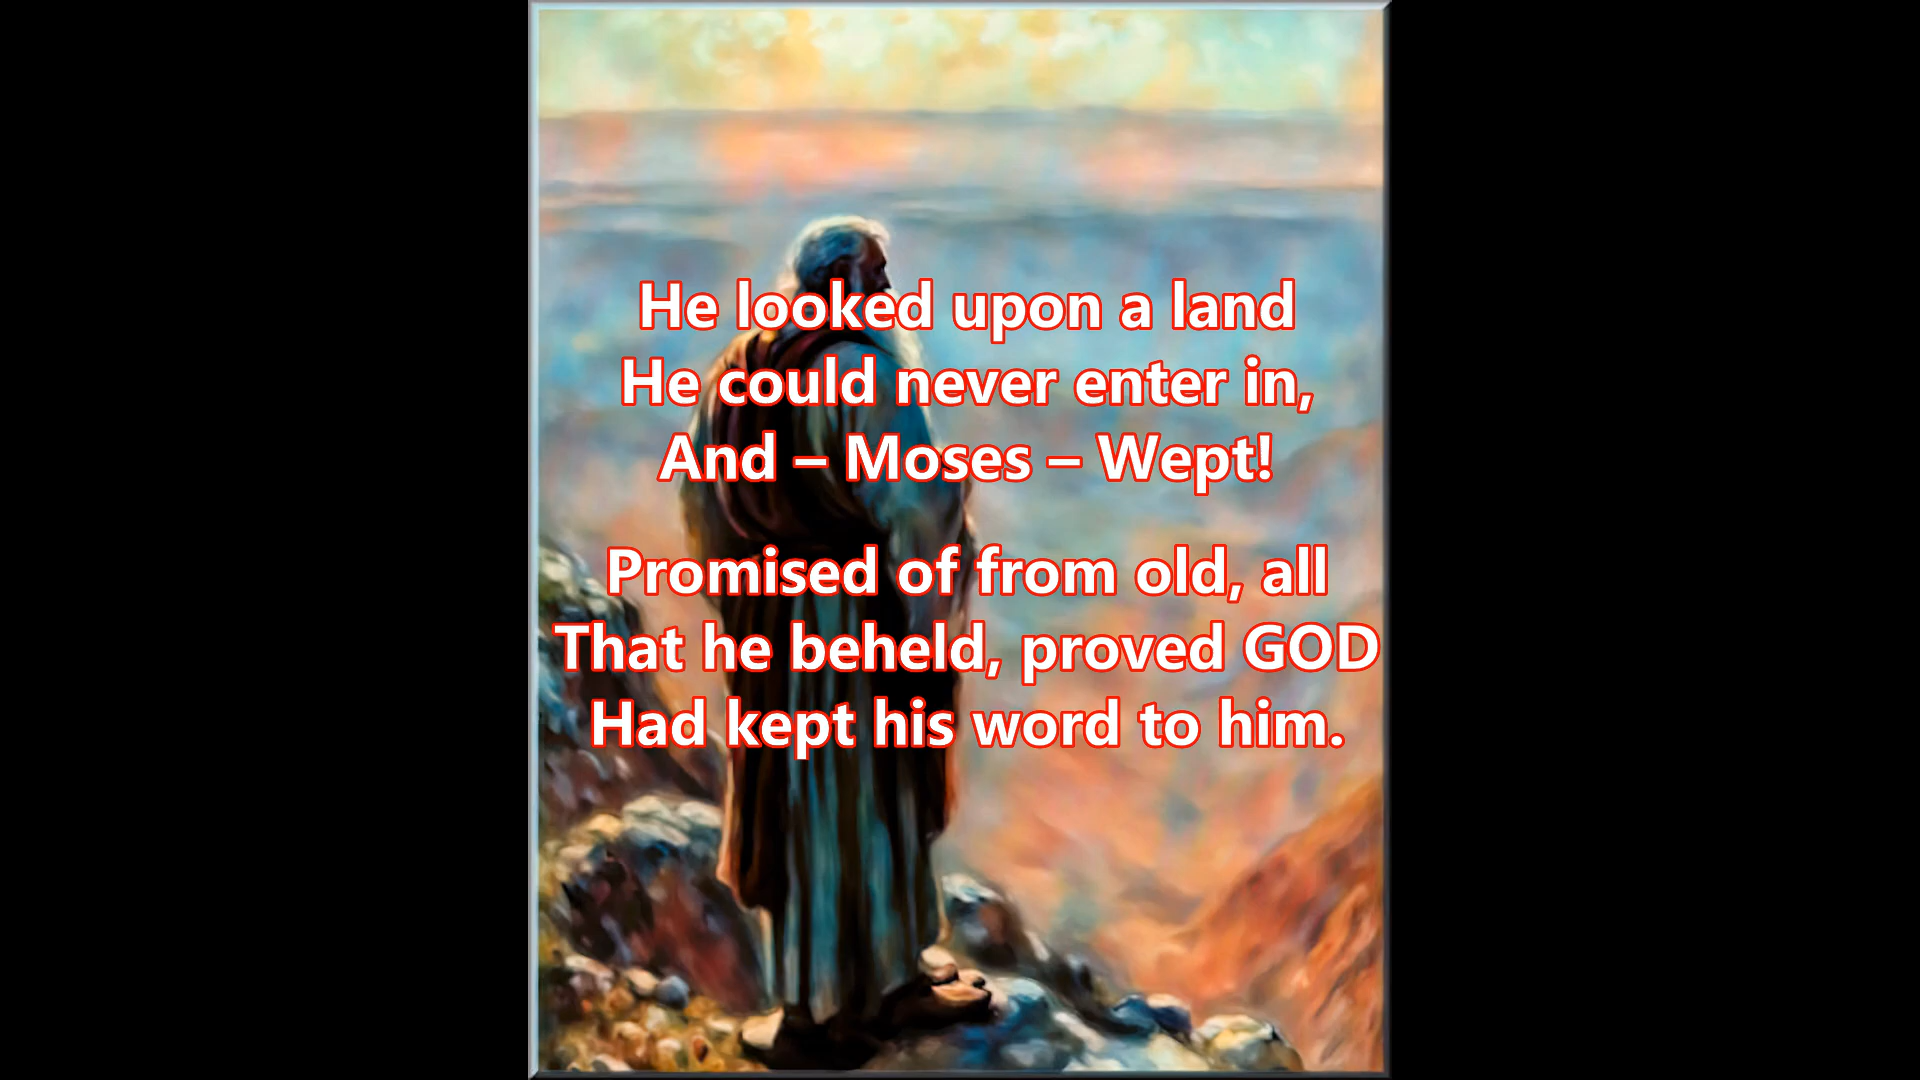 He looked upon a land
He could never enter in,
And – Moses – Wept!
Promised of from old, all
That he beheld, proved GOD
Had kept his word to him.